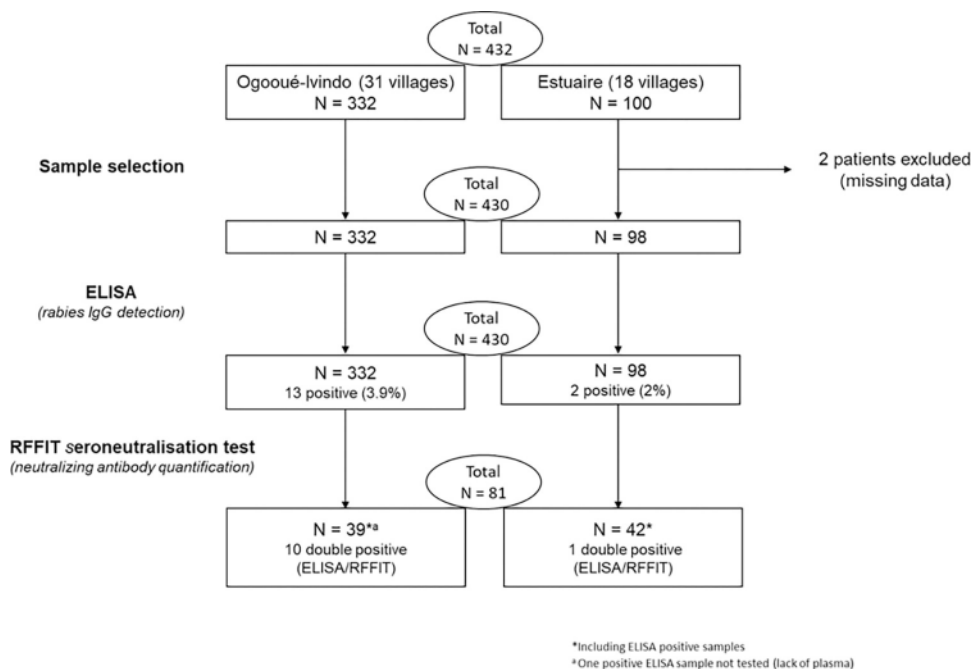 Total
N = 432
Ogooué-Ivindo (31 villages)
N = 332
Estuaire (18 villages)
N = 100
Sample selection
2 patients excluded
(missing data)
Total
N = 430
N = 332
N = 98
ELISA
(rabies IgG detection)
Total
N = 430
N = 332
13 positive (3.9%)
N = 98
2 positive (2%)
RFFIT seroneutralisation test
(neutralizing antibody quantification)
Total
N = 81
N = 39*ª
10 double positive
(ELISA/RFFIT)
N = 42*
1 double positive
(ELISA/RFFIT)
*Including ELISA positive samples
ªOne positive ELISA sample not tested (lack of plasma)